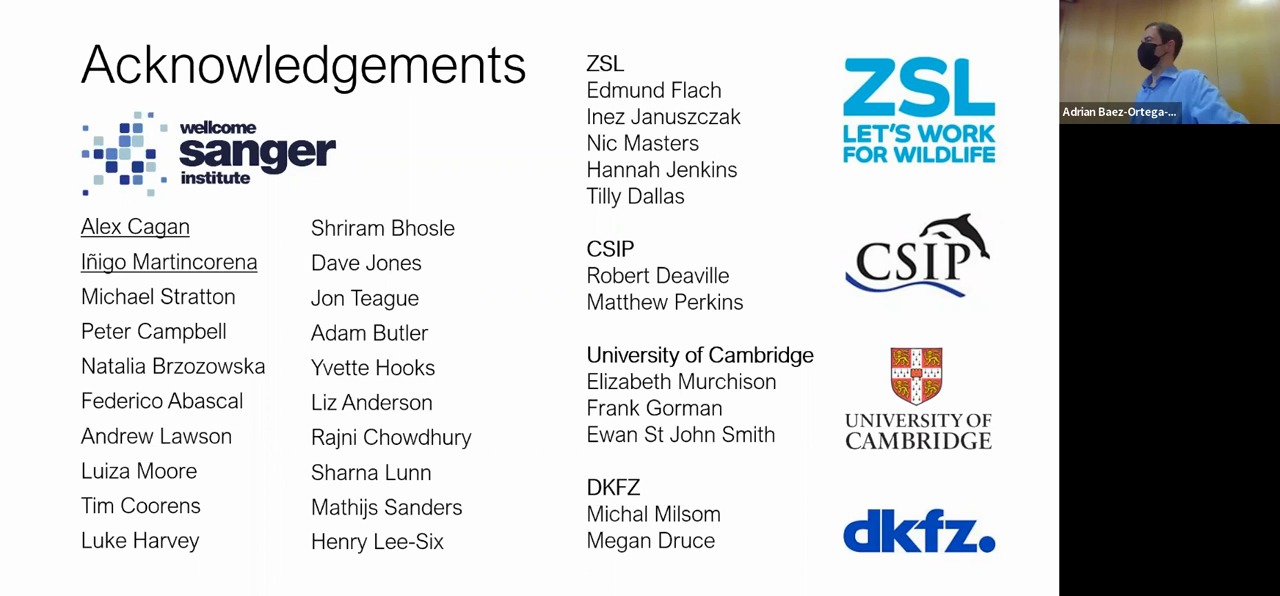 Acknowledgements
wellcome
sanger
institute
Alex Cagan
Iñigo Martincorena
Michael Stratton
Peter Campbell
Natalia Brzozowska
Federico Abascal
Andrew Lawson
Luiza Moore
Tim Coorens
Luke Harvey
Shriram Bhosle
Dave Jones
Jon Teague
Adam Butler
Yvette Hooks
Liz Anderson
Rajni Chowdhury
Sharna Lunn
Mathijs Sanders
Henry Lee-Six
ZSL
Edmund Flach
Inez Januszczak
Nic Masters
Hannah Jenkins
Tilly Dallas
CSIP
Robert Deaville
Matthew Perkins
University of Cambridge
Elizabeth Murchison
Frank Gorman
Ewan St John Smith
DKFZ
Michal Milsom
Megan Druce
ZSL
LET'S WORK
FOR WILDLIFE
CSIP
UNIVERSITY OF
CAMBRIDGE
dkfz.
Adrian Baez-Ortega-...